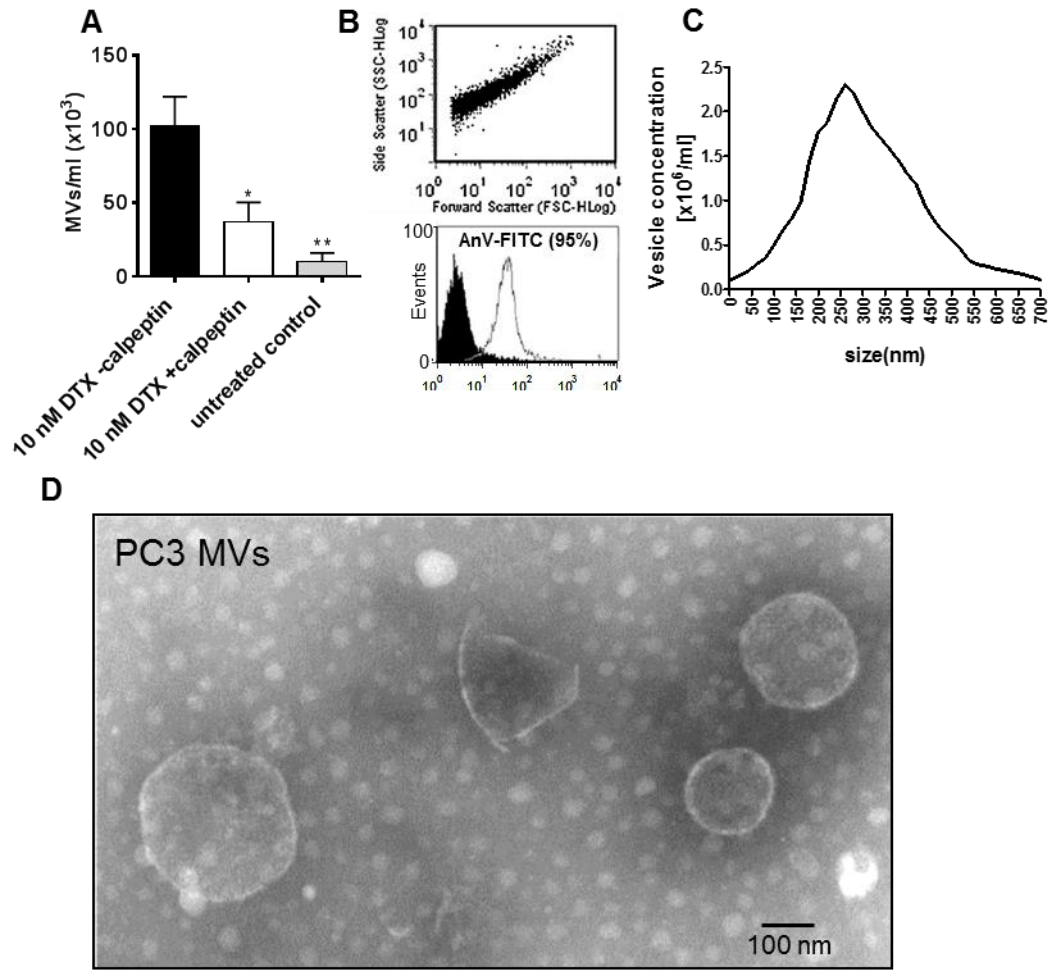 A
150
100
50
0
MVs/ml (x10³)
*
**
10 nM DTX -calpeptin
10 nM DTX +calpeptin
untreated control
B
Side Scatter (SSC-HLog
10⁴
10³
10²
10¹
10⁰ 10¹ 10² 10³ 10⁴
Forward Scatter (FSC-HLog)
100
Events
0
AnV-FITC (95%)
10⁰ 10¹ 10² 10³ 10⁴
C
Vesicle concentration
[x10⁶/ml]
2.5
2.0
1.5
1.0
0.5
0.0
0 50 100 150 200 250 300 350 400 450 500 550 600 650 700
size(nm)
D
PC3 MVs
100 nm